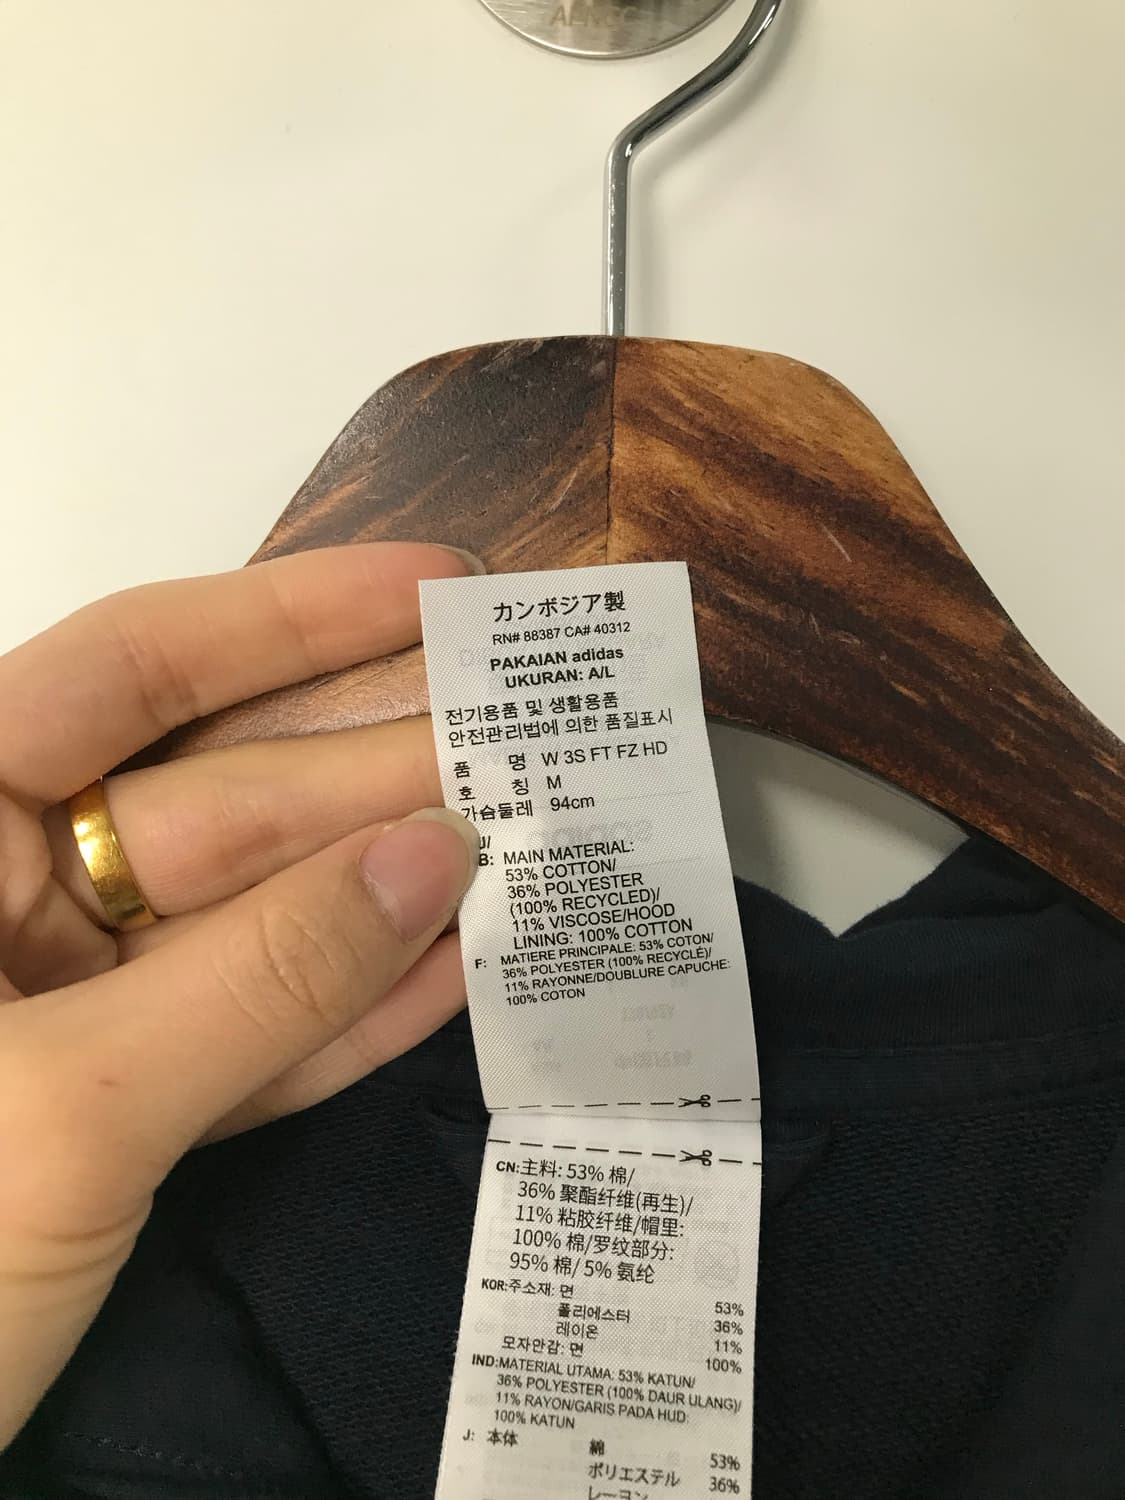 カンボジア製
RN# 88387 CA# 40312
PAKAIAN adidas
UKURAN: A/L
전기용품 및 생활용품
안전관리법에 의한 품질표시
품 명 W 3S FT FZ HD
호 칭 M
가슴둘레 94cm
B: MAIN MATERIAL:
53% COTTON/
36% POLYESTER
(100% RECYCLED)/
11% VISCOSE/HOOD
LINING: 100% COTTON
F: MATIERE PRINCIPALE: 53% COTON/
36% POLYESTER (100% RECYCLÉ)/
11% RAYONNE/DOUBLURE CAPUCHE:
100% COTON
CN:主料: 53% 棉/
36% 聚酯纤维(再生)/
11% 粘胶纤维/帽里:
100% 棉/罗纹部分:
95% 棉/ 5% 氨纶
KOR:주소재: 면 53%
폴리에스터 36%
레이온 11%
모자안감: 면 100%
IND:MATERIAL UTAMA: 53% KATUN/
36% POLYESTER (100% DAUR ULANG)/
11% RAYON/GARIS PADA HUD:
100% KATUN
J: 本体 綿 53%
ポリエステル 36%
レーヨン